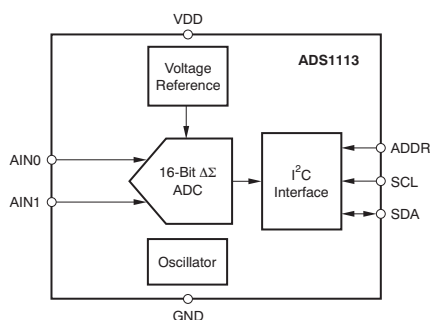 VDD
ADS1113
Voltage
Reference
ADDR
AIN0
16-Bit ΔΣ
ADC
I²C
Interface
SCL
AIN1
SDA
Oscillator
GND